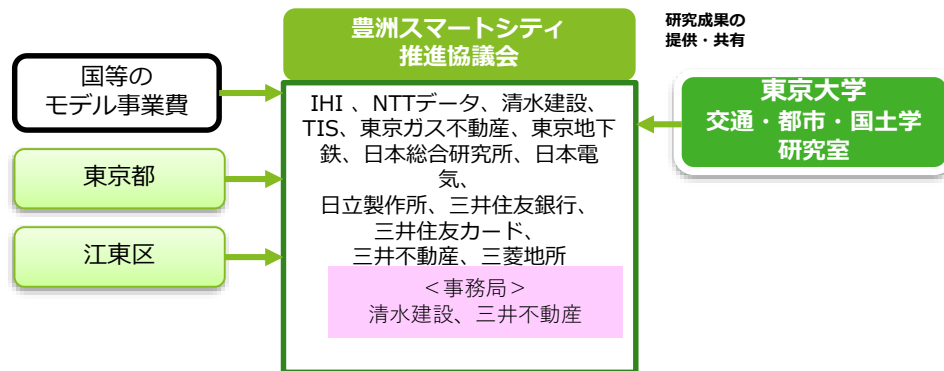 豊洲スマートシティ
推進協議会
研究成果の
提供・共有
国等の
モデル事業費
東京都
江東区
IHI 、NTTデータ、清水建設、
TIS、東京ガス不動産、東京地下
鉄、日本総合研究所、日本電
気、
日立製作所、三井住友銀行、
三井住友カード、
三井不動産、三菱地所
＜事務局＞
清水建設、三井不動産
東京大学
交通・都市・国土学
研究室